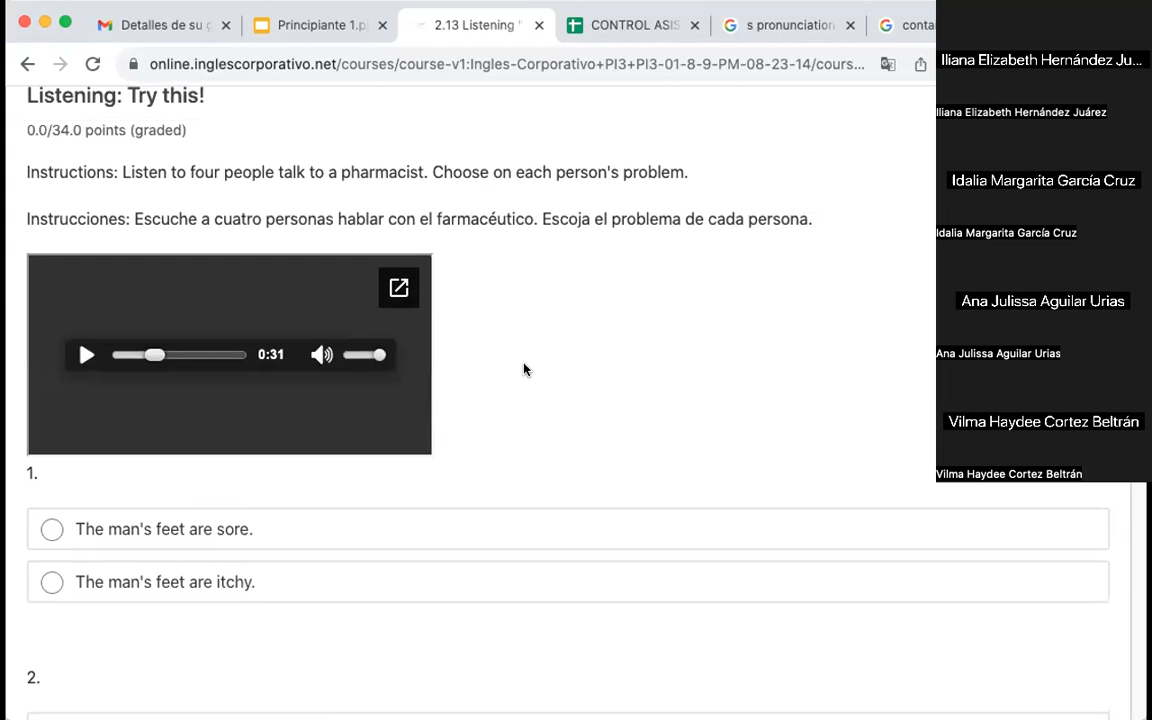 Detalles de su g
Principiante 1.p
2.13 Listening "
CONTROL ASIS
s pronunciation
conta
online.inglescorporativo.net/courses/course-v1:Ingles-Corporativo+PI3+PI3-01-8-9-PM-08-23-14/cours...
Listening: Try this!
0.0/34.0 points (graded)
Instructions: Listen to four people talk to a pharmacist. Choose on each person's problem.
Instrucciones: Escuche a cuatro personas hablar con el farmacéutico. Escoja el problema de cada persona.
0:31
1.
The man's feet are sore.
The man's feet are itchy.
2.
Iliana Elizabeth Hernández Ju...
Iliana Elizabeth Hernández Juárez
Idalia Margarita García Cruz
Idalia Margarita García Cruz
Ana Julissa Aguilar Urias
Ana Julissa Aguilar Urias
Vilma Haydee Cortez Beltrán
Vilma Haydee Cortez Beltrán